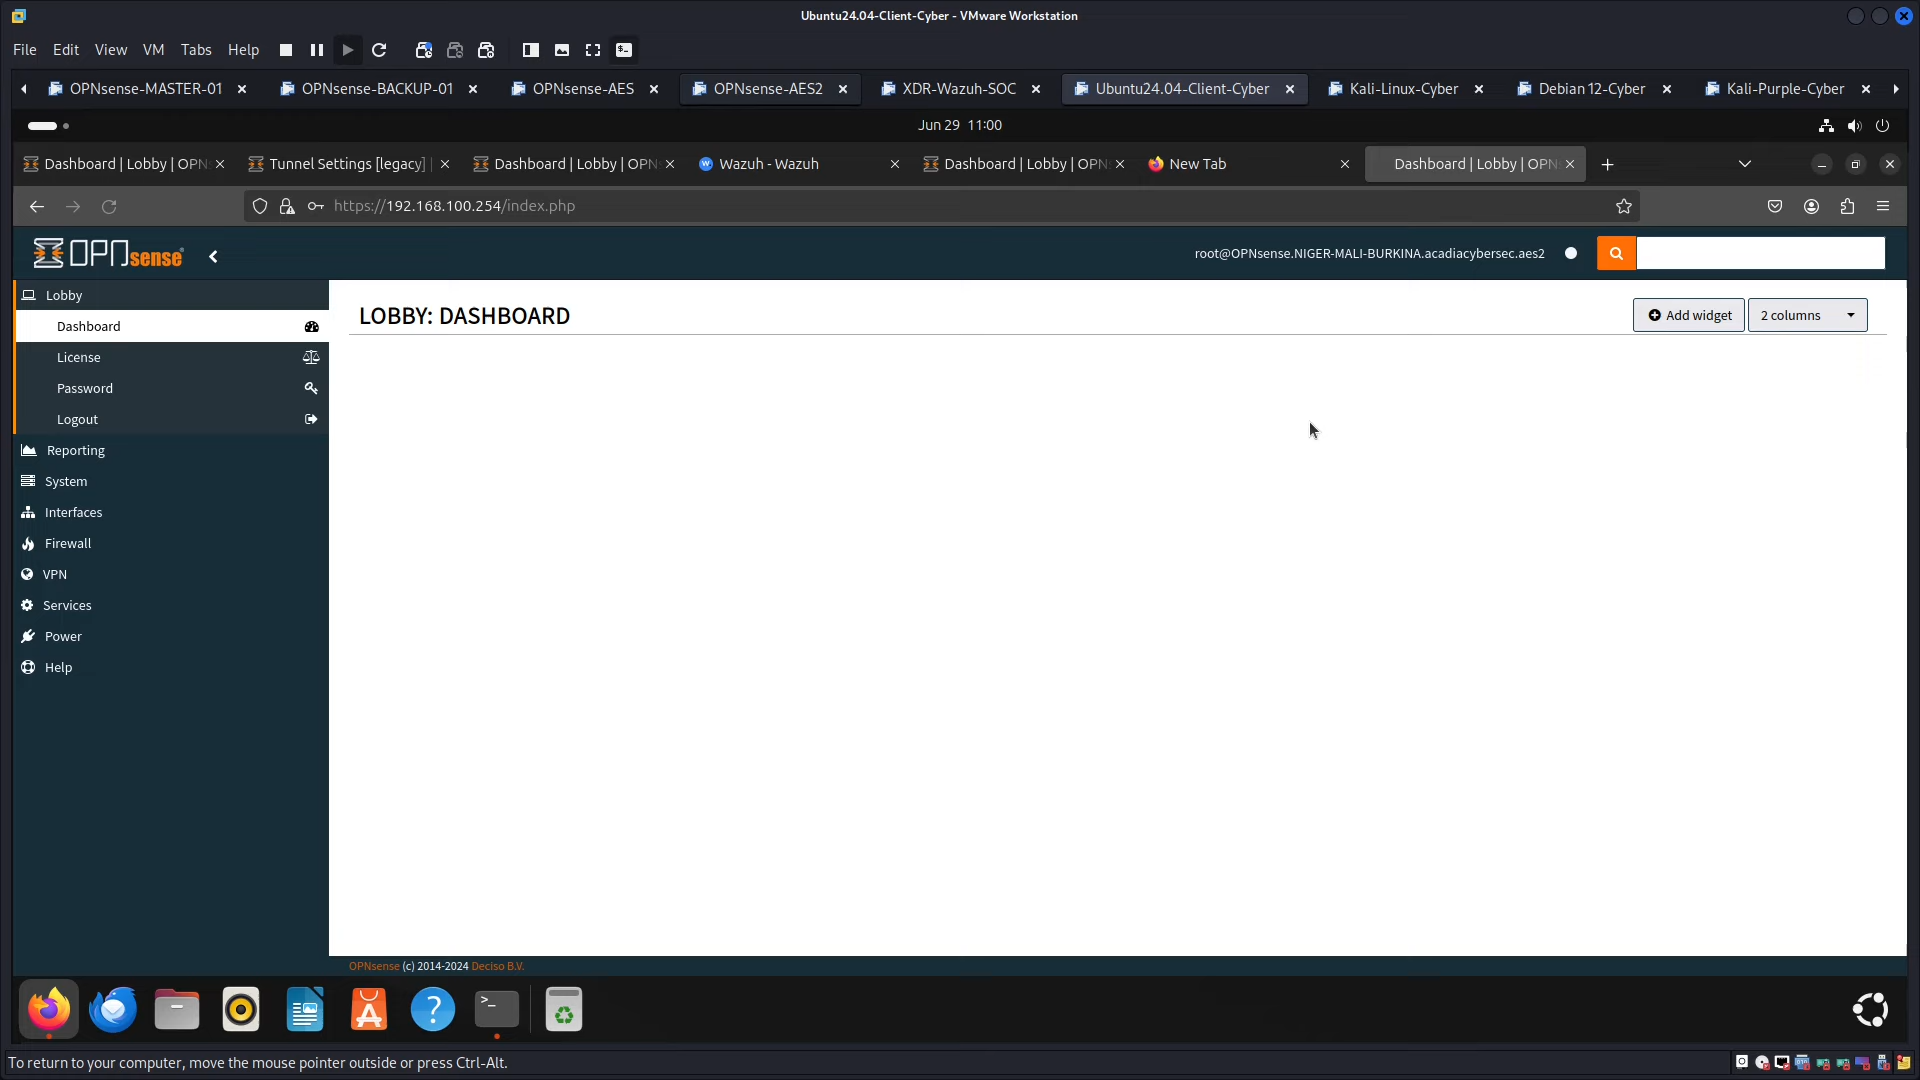 Ubuntu24.04-Client-Cyber - VMware Workstation
File Edit View VM Tabs Help
OPNsense-MASTER-01 OPNsense-BACKUP-01 OPNsense-AES OPNsense-AES2 XDR-Wazuh-SOC Ubuntu24.04-Client-Cyber Kali-Linux-Cyber Debian 12-Cyber Kali-Purple-Cyber
Jun 29 11:00
Dashboard | Lobby | OPN Tunnel Settings [legacy] | Dashboard | Lobby | OPN Wazuh - Wazuh Dashboard | Lobby | OPN New Tab Dashboard | Lobby | OPN
https://192.168.100.254/index.php
OPNsense
root@OPNsense.NIGER-MALI-BURKINA.acadiacybersec.aes2
Lobby
Dashboard
License
Password
Logout
Reporting
System
Interfaces
Firewall
VPN
Services
Power
Help
LOBBY: DASHBOARD
Add widget
2 columns
OPNsense (c) 2014-2024 Deciso B.V.
To return to your computer, move the mouse pointer outside or press Ctrl-Alt.